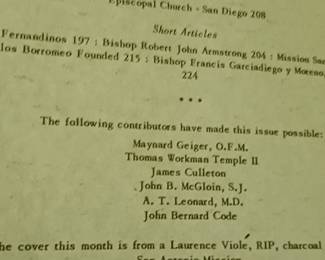 Episcopal Church - San Diego 208
Short Articles
Fernandinos 197 : Bishop Robert John Armstrong 204 : Mission San
los Borromeo Founded 215 : Bishop Francis Garciadiego y Moreno,
224
* * *
The following contributors have made this issue possible:
Maynard Geiger, O.F.M.
Thomas Workman Temple II
James Culleton
John B. McGloin, S.J.
A. T. Leonard, M.D.
John Bernard Code
he cover this month is from a Laurence Viole, RIP, charcoal
San Antonio Mission